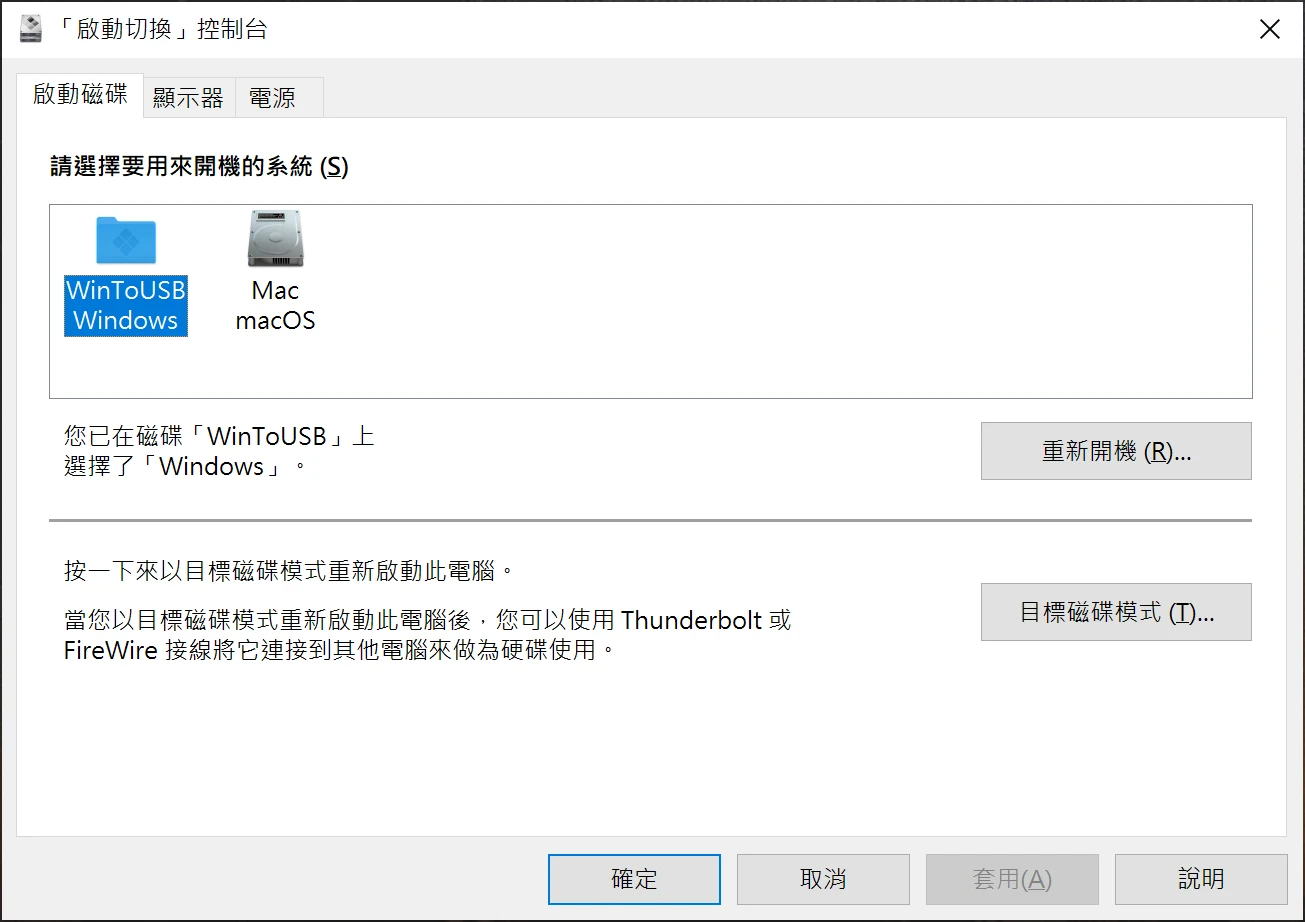 「啟動切換」控制台
啟動磁碟
顯示器
電源
請選擇要用來開機的系統 (S)
WinToUSB
Windows
Mac
macOS
您已在磁碟「WinToUSB」上
選擇了「Windows」。
重新開機 (R)...
按一下來以目標磁碟模式重新啟動此電腦。
當您以目標磁碟模式重新啟動此電腦後，您可以使用 Thunderbolt 或
FireWire 接線將它連接到其他電腦來做為硬碟使用。
目標磁碟模式 (T)...
確定
取消
套用(A)
說明